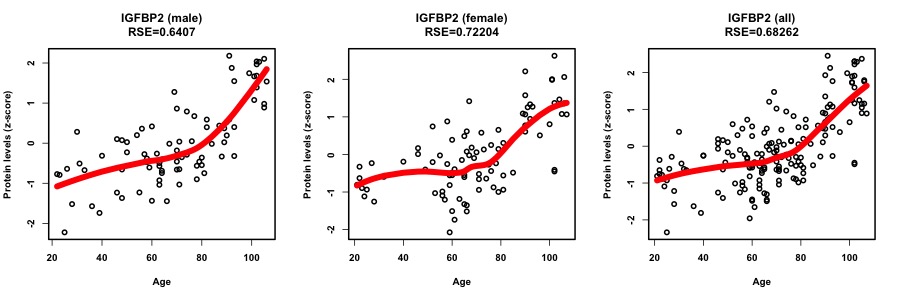 IGFBP2 (male)
RSE=0.6407
Protein levels (z-score)
2
1
0
-1
-2
20 40 60 80 100
Age
IGFBP2 (female)
RSE=0.72204
Protein levels (z-score)
2
1
0
-1
-2
20 40 60 80 100
Age
IGFBP2 (all)
RSE=0.68262
Protein levels (z-score)
2
1
0
-1
-2
20 40 60 80 100
Age